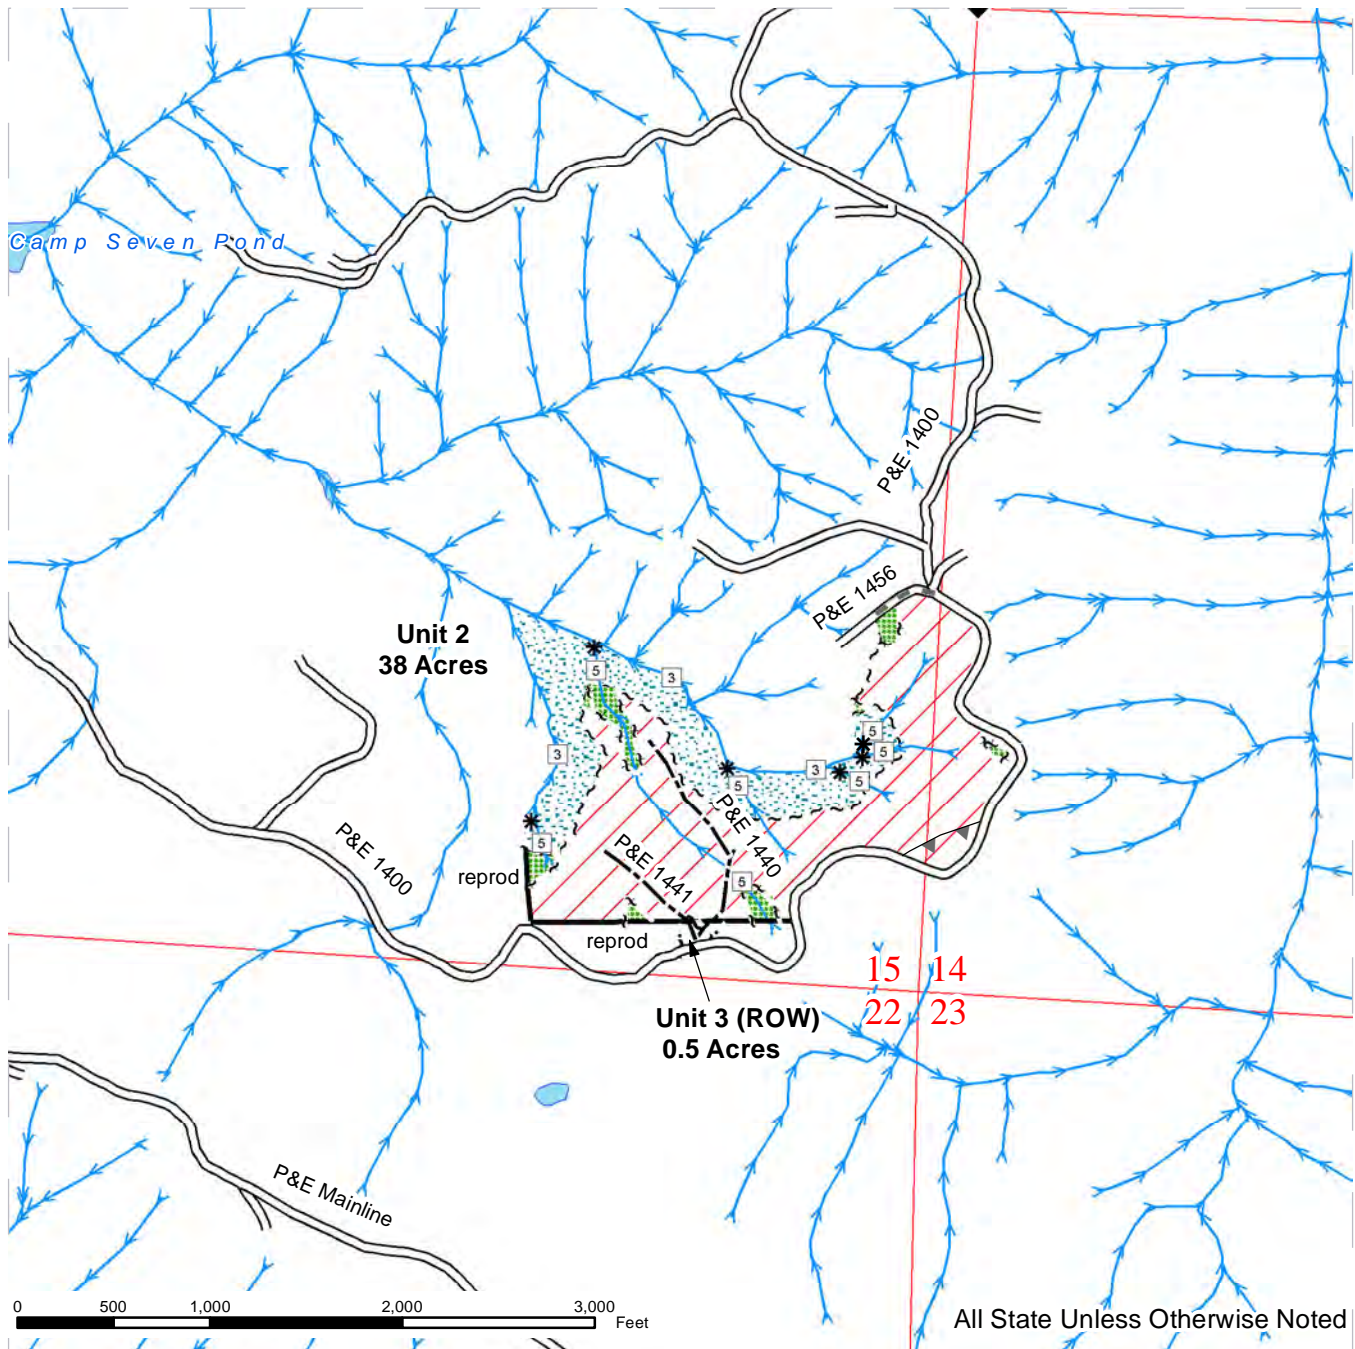 Camp Seven Pond
P&E 1400
P&E 1456
Unit 2
38 Acres
5
3
5
5
3
3
5
5
5
P&E 1440
P&E 1441
P&E 1400
reprod
5
reprod
15 14
22 23
Unit 3 (ROW)
0.5 Acres
P&E Mainline
0 500 1,000 2,000 3,000
Feet
All State Unless Otherwise Noted